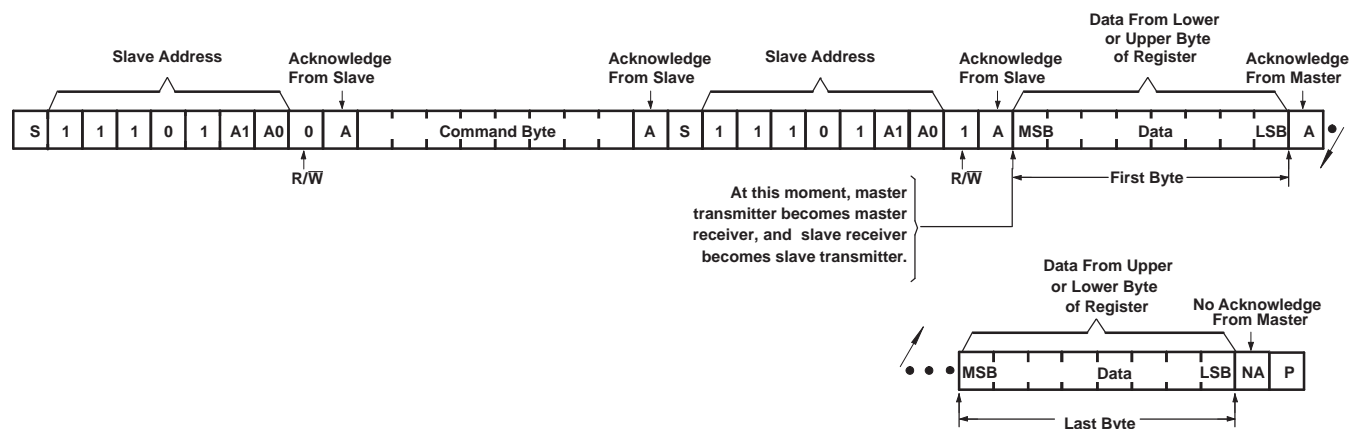 Slave Address
Acknowledge
From Slave
Acknowledge
From Slave
Slave Address
Acknowledge
From Slave
Data From Lower
or Upper Byte
of Register
Acknowledge
From Master
S 1 1 1 0 1 A1 A0 0 A Command Byte A S 1 1 1 0 1 A1 A0 1 A MSB Data LSB A
R/W̅
R/W̅
First Byte
At this moment, master
transmitter becomes master
receiver, and slave receiver
becomes slave transmitter.
Data From Upper
or Lower Byte
of Register
No Acknowledge
From Master
MSB Data LSB NA P
Last Byte